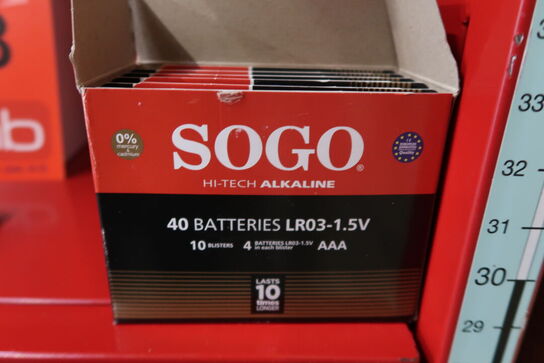 0%
mercury
&
cadmium
SOGO®
HI-TECH ALKALINE
Quality
40 BATTERIES LR03-1.5V
10 BLISTERS 4 BATTERIES LR03-1.5V in each blister AAA
LASTS
10
times
LONGER
33
32
31
30
29